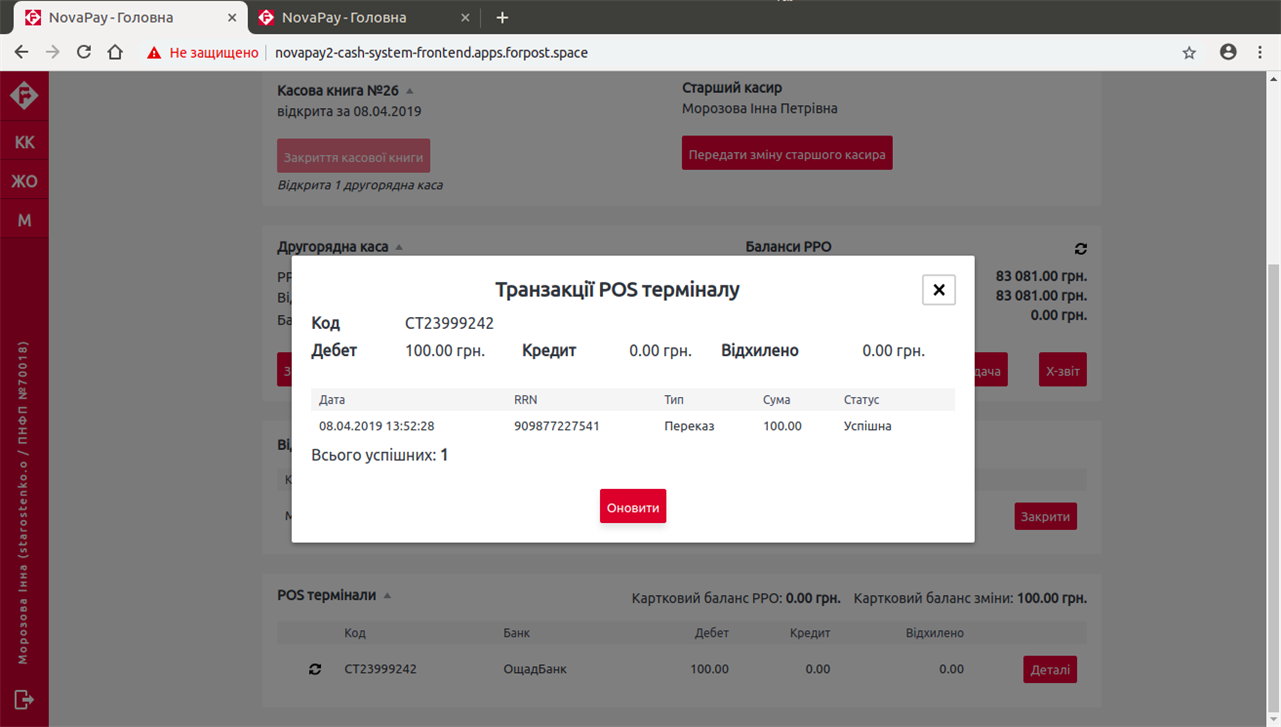 NovaPay - Головна
NovaPay - Головна
Не защищено
novapay2-cash-system-frontend.apps.forpost.space
КК
ЖО
М
Морозова Інна (starostenko.o / ПНФП №70018)
Касова книга №26
відкрита за 08.04.2019
Закриття касової книги
Відкрита 1 другорядна каса
Старший касир
Морозова Інна Петрівна
Передати зміну старшого касира
Другорядна каса
Баланси РРО
83 081.00 грн.
83 081.00 грн.
0.00 грн.
Х-звіт
Транзакції POS терміналу
Код CT23999242
Дебет 100.00 грн. Кредит 0.00 грн. Відхилено 0.00 грн.
Дата RRN Тип Сума Статус
08.04.2019 13:52:28 909877227541 Переказ 100.00 Успішна
Всього успішних: 1
Оновити
Закрити
POS термінали Картковий баланс РРО: 0.00 грн. Картковий баланс зміни: 100.00 грн.
Код Банк Дебет Кредит Відхилено
CT23999242 ОщадБанк 100.00 0.00 0.00 Деталі